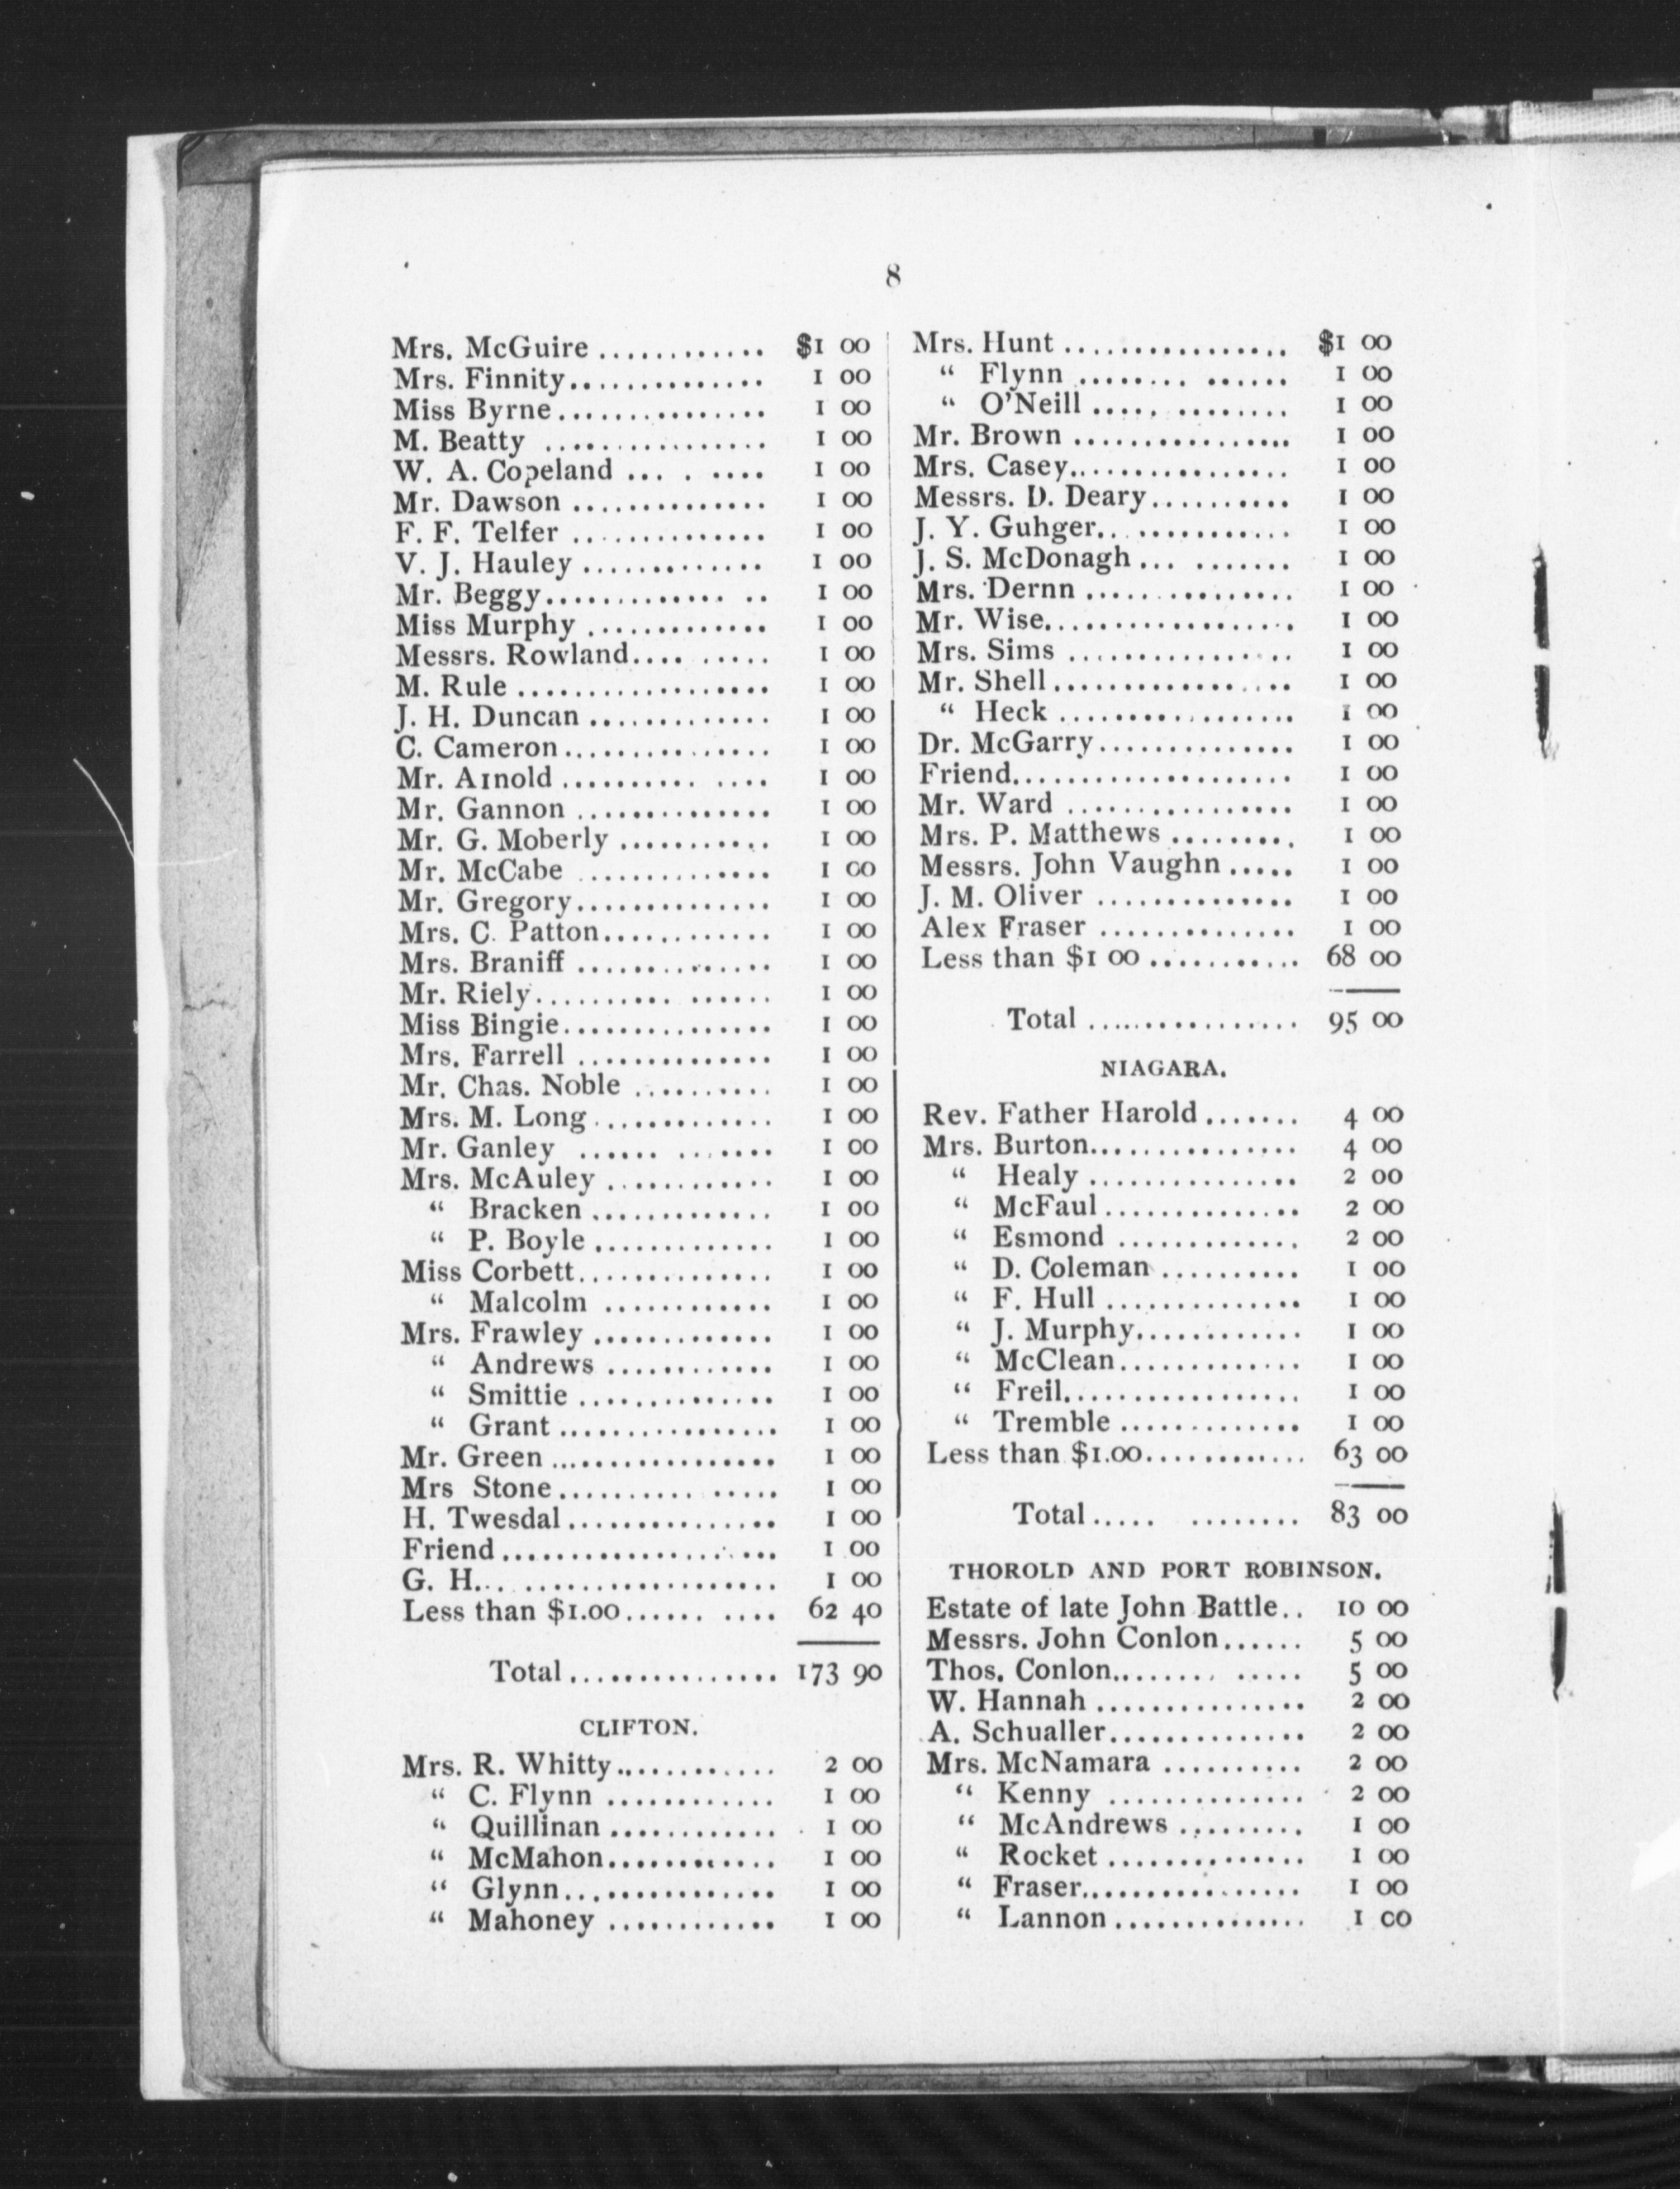 8
Mrs. McGuire ............ $1 00
Mrs. Finnity.............. 1 00
Miss Byrne............... 1 00
M. Beatty ................ 1 00
W. A. Copeland ... . .... 1 00
Mr. Dawson .............. 1 00
F. F. Telfer .............. 1 00
V. J. Hauley ............. 1 00
Mr. Beggy............. .. 1 00
Miss Murphy ............. 1 00
Messrs. Rowland.... ..... 1 00
M. Rule .................. 1 00
J. H. Duncan ............. 1 00
C. Cameron............... 1 00
Mr. Arnold .......... .... 1 00
Mr. Gannon .............. 1 00
Mr. G. Moberly ........... 1 00
Mr. McCabe .............. 1 00
Mr. Gregory.............. 1 00
Mrs. C. Patton............ 1 00
Mrs. Braniff .............. 1 00
Mr. Riely.......... ...... 1 00
Miss Bingie............... 1 00
Mrs. Farrell .............. 1 00
Mr. Chas. Noble .......... 1 00
Mrs. M. Long ............. 1 00
Mr. Ganley ...... ....... 1 00
Mrs. McAuley ............ 1 00
“ Bracken ............. 1 00
“ P. Boyle ............. 1 00
Miss Corbett.............. 1 00
“ Malcolm ............ 1 00
Mrs. Frawley ............. 1 00
“ Andrews ............ 1 00
“ Smittie .............. 1 00
“ Grant ................ 1 00
Mr. Green ................ 1 00
Mrs Stone.......... ..... 1 00
H. Twesdal............... 1 00
Friend .................... 1 00
G. H... .................. 1 00
Less than $1.00...... .... 62 40
Total ............... 173 90
CLIFTON.
Mrs. R. Whitty............ 2 00
“ C. Flynn ............ 1 00
“ Quillinan ............ 1 00
“ McMahon............ 1 00
“ Glynn............... 1 00
“ Mahoney ............ 1 00
Mrs. Hunt ................ $1 00
“ Flynn ........ ...... 1 00
“ O’Neill ..... ........ 1 00
Mr. Brown ................ 1 00
Mrs. Casey................ 1 00
Messrs. D. Deary.......... 1 00
J. Y. Guhger.. ........... 1 00
J. S. McDonagh ... ....... 1 00
Mrs. Dernn ............... 1 00
Mr. Wise.................. 1 00
Mrs. Sims ................ 1 00
Mr. Shell................. 1 00
“ Heck ................. 1 00
Dr. McGarry.............. 1 00
Friend.................... 1 00
Mr. Ward ................ 1 00
Mrs. P. Matthews ......... 1 00
Messrs. John Vaughn ..... 1 00
J. M. Oliver .............. 1 00
Alex Fraser .............. 1 00
Less than $1 00 ........... 68 00
Total ................ 95 00
NIAGARA.
Rev. Father Harold ....... 4 00
Mrs. Burton............... 4 00
“ Healy ............... 2 00
“ McFaul .............. 2 00
“ Esmond ............. 2 00
“ D. Coleman .......... 1 00
“ F. Hull .............. 1 00
“ J. Murphy............ 1 00
“ McClean............. 1 00
“ Freil................. 1 00
“ Tremble ............. 1 00
Less than $1.00............ 63 00
Total ..... ........ 83 00
THOROLD AND PORT ROBINSON.
Estate of late John Battle.. 10 00
Messrs. John Conlon...... 5 00
Thos. Conlon........ ..... 5 00
W. Hannah ............... 2 00
A. Schualler.............. 2 00
Mrs. McNamara .......... 2 00
“ Kenny .............. 2 00
“ McAndrews ......... 1 00
“ Rocket .............. 1 00
“ Fraser................ 1 00
“ Lannon .............. 1 00